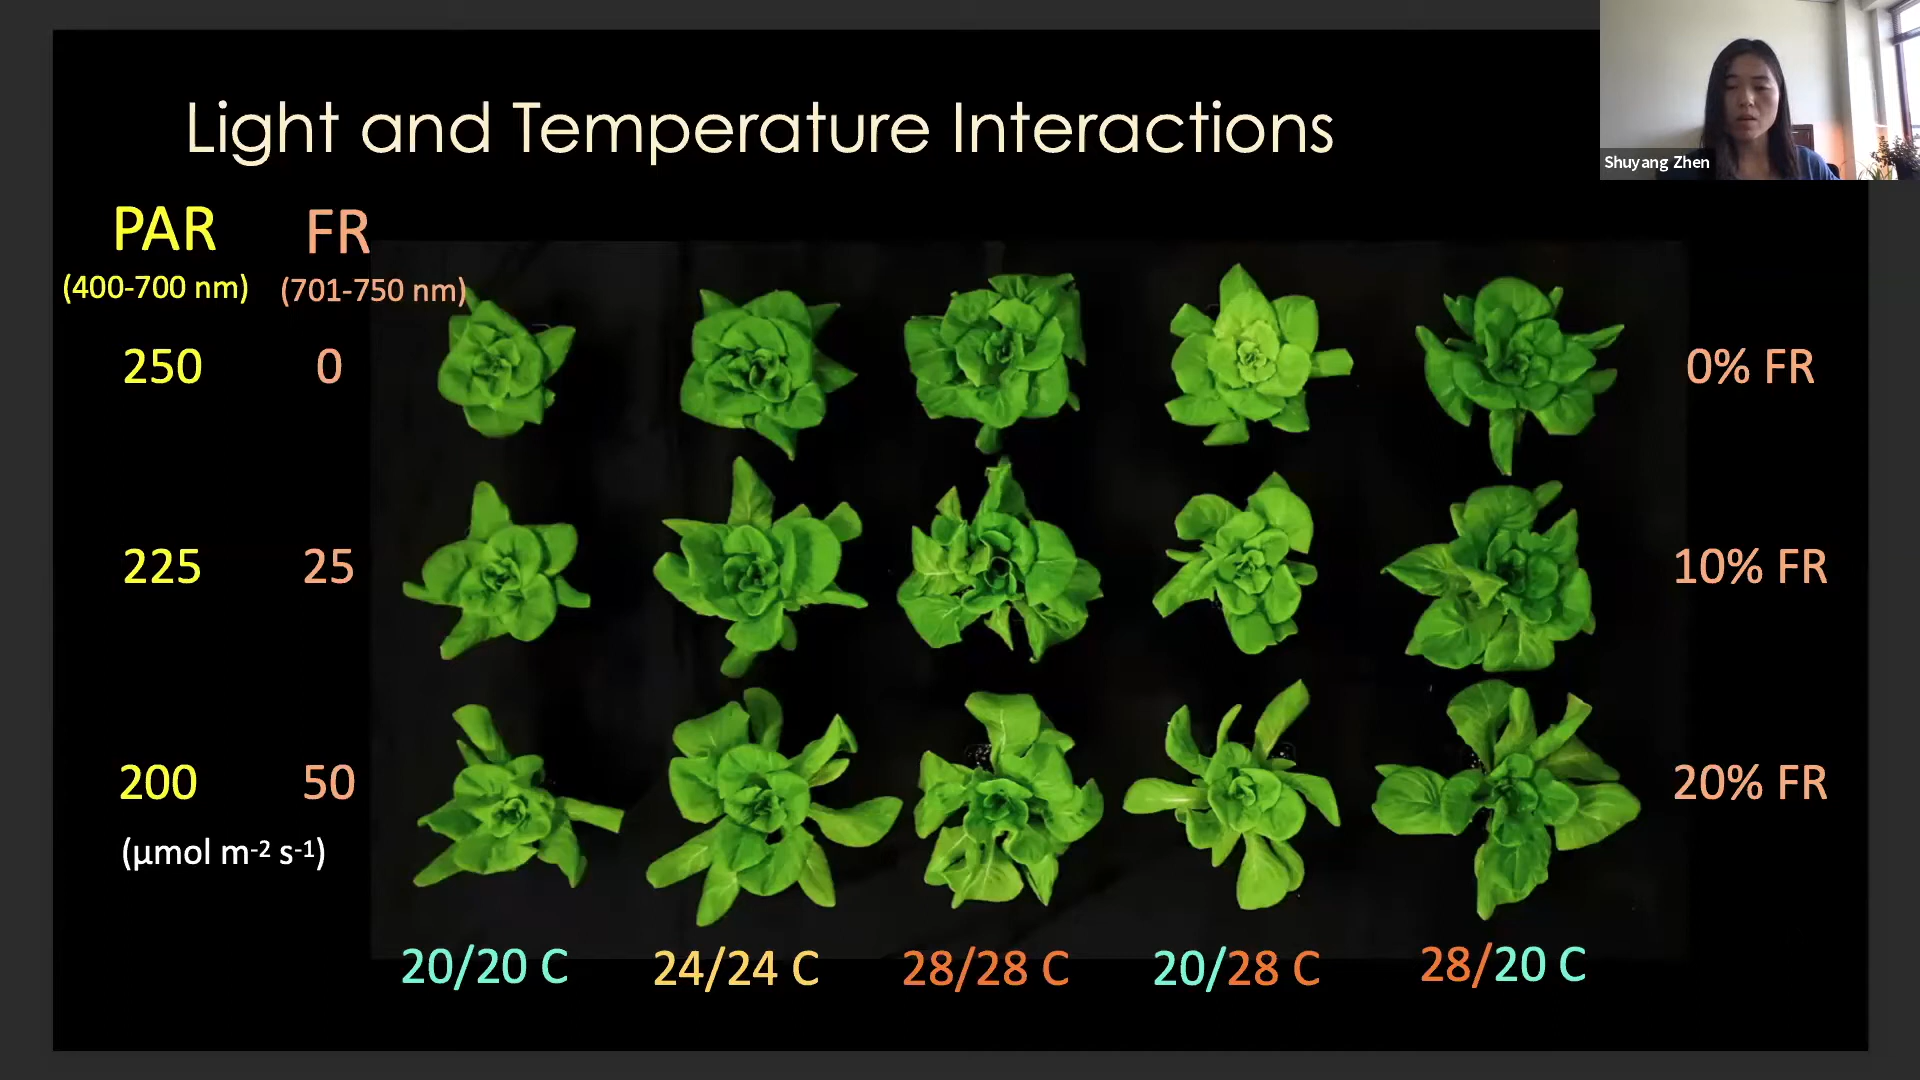 Light and Temperature Interactions
Shuyang Zhen
PAR FR
(400-700 nm) (701-750 nm)
250 0 0% FR
225 25 10% FR
200 50 20% FR
(µmol m-2 s-1)
20/20 C 24/24 C 28/28 C 20/28 C 28/20 C